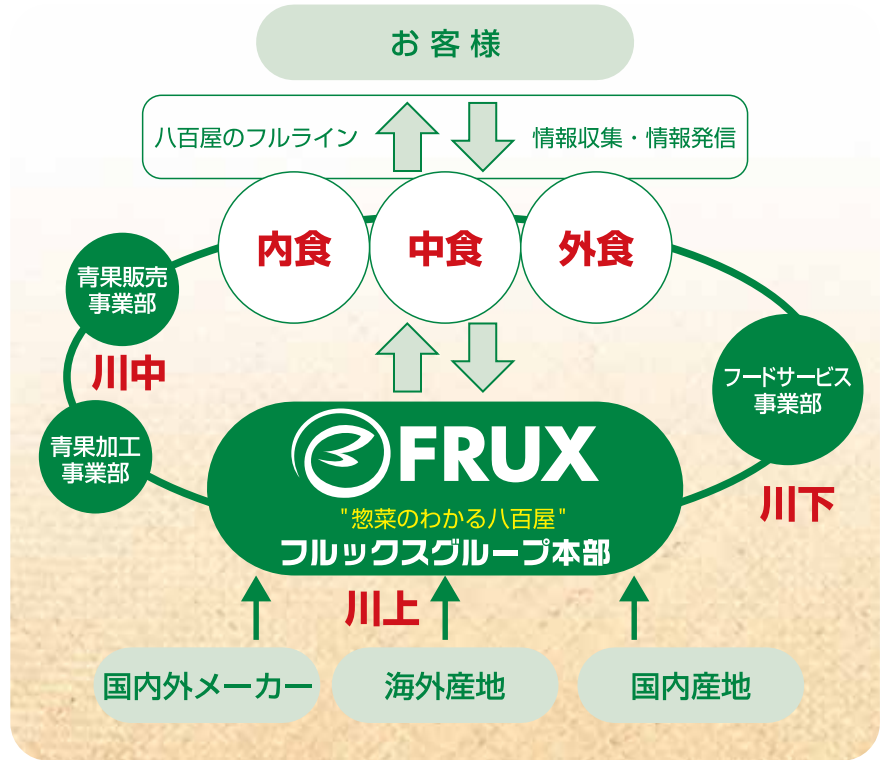 お客様
八百屋のフルライン
情報収集・情報発信
内食
中食
外食
青果販売
事業部
川中
フードサービス
事業部
青果加工
事業部
FRUX
"惣菜のわかる八百屋"
フルックスグループ本部
川下
川上
国内外メーカー
海外産地
国内産地